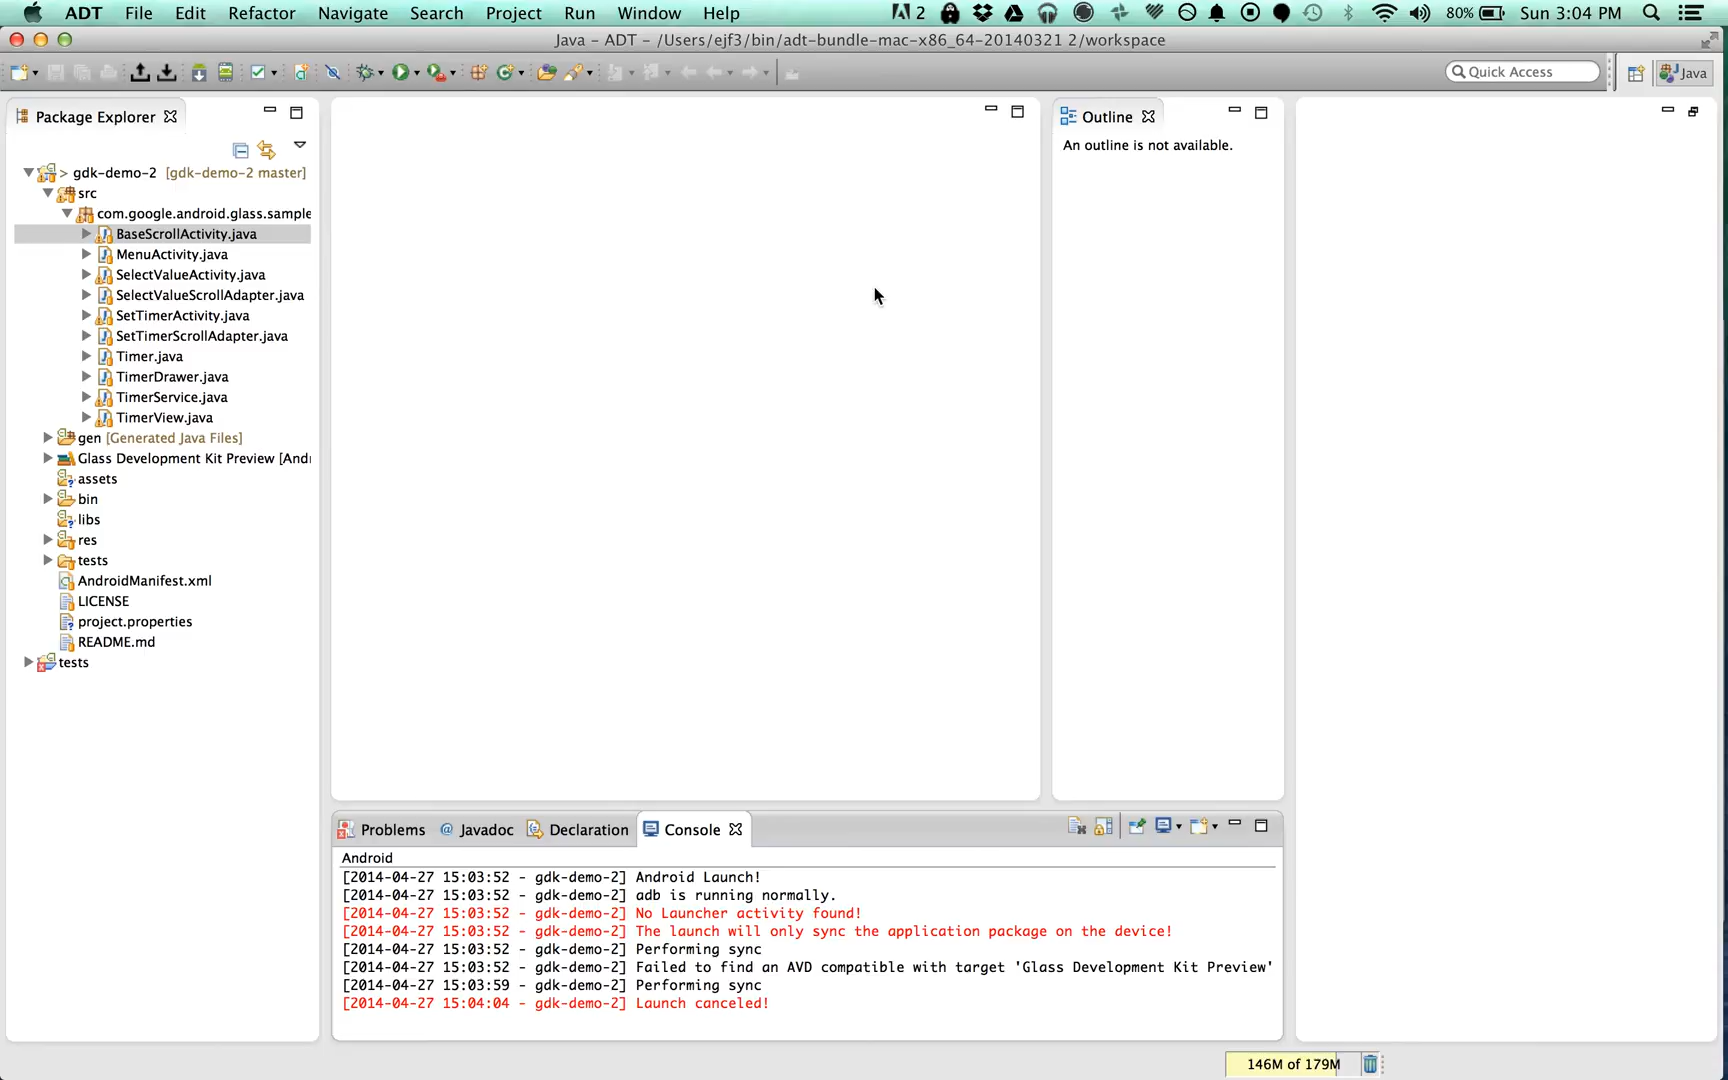 ADT File Edit Refactor Navigate Search Project Run Window Help 2 80% Sun 3:04 PM
Java – ADT – /Users/ejf3/bin/adt-bundle-mac-x86_64-20140321 2/workspace
Quick Access
Java
Package Explorer
> gdk-demo-2 [gdk-demo-2 master]
src
com.google.android.glass.sample
BaseScrollActivity.java
MenuActivity.java
SelectValueActivity.java
SelectValueScrollAdapter.java
SetTimerActivity.java
SetTimerScrollAdapter.java
Timer.java
TimerDrawer.java
TimerService.java
TimerView.java
gen [Generated Java Files]
Glass Development Kit Preview [Andr
assets
bin
libs
res
tests
AndroidManifest.xml
LICENSE
project.properties
README.md
tests
Outline
An outline is not available.
Problems @ Javadoc Declaration Console
Android
[2014-04-27 15:03:52 - gdk-demo-2] Android Launch!
[2014-04-27 15:03:52 - gdk-demo-2] adb is running normally.
[2014-04-27 15:03:52 - gdk-demo-2] No Launcher activity found!
[2014-04-27 15:03:52 - gdk-demo-2] The launch will only sync the application package on the device!
[2014-04-27 15:03:52 - gdk-demo-2] Performing sync
[2014-04-27 15:03:52 - gdk-demo-2] Failed to find an AVD compatible with target 'Glass Development Kit Preview'
[2014-04-27 15:03:59 - gdk-demo-2] Performing sync
[2014-04-27 15:04:04 - gdk-demo-2] Launch canceled!
146M of 179M